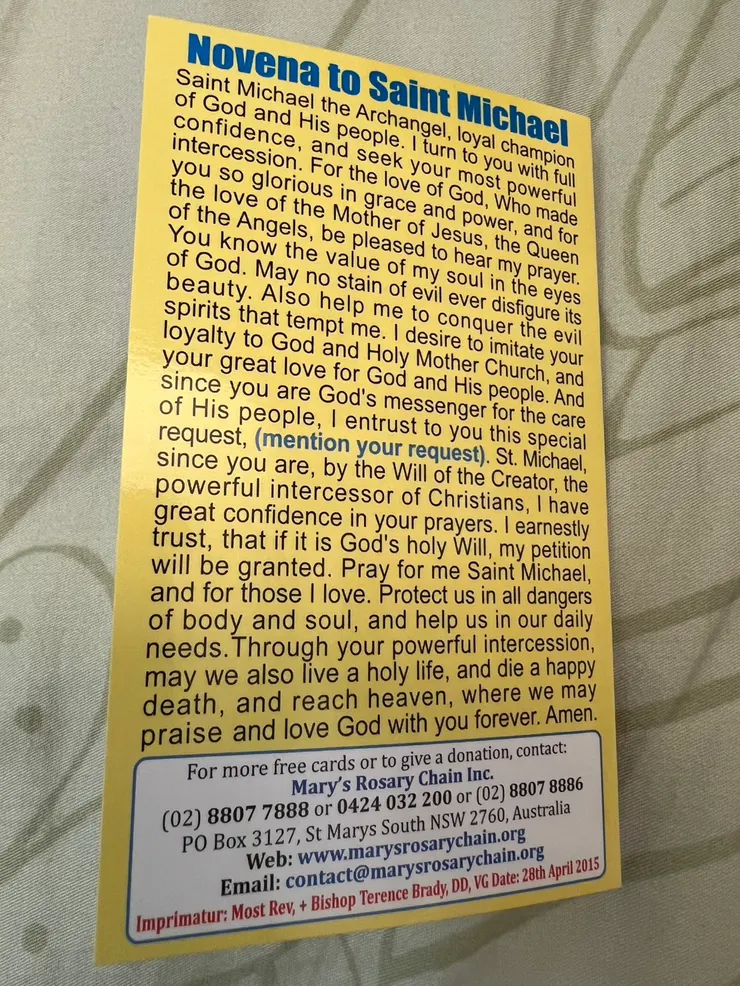 Novena to Saint Michael
Saint Michael the Archangel, loyal champion
of God and His people. I turn to you with full
confidence, and seek your most powerful
intercession. For the love of God, Who made
you so glorious in grace and power, and for
the love of the Mother of Jesus, the Queen
of the Angels, be pleased to hear my prayer.
You know the value of my soul in the eyes
of God. May no stain of evil ever disfigure its
beauty. Also help me to conquer the evil
spirits that tempt me. I desire to imitate your
loyalty to God and Holy Mother Church, and
your great love for God and His people. And
since you are God's messenger for the care
of His people, I entrust to you this special
request, (mention your request). St. Michael,
since you are, by the Will of the Creator, the
powerful intercessor of Christians, I have
great confidence in your prayers. I earnestly
trust, that if it is God's holy Will, my petition
will be granted. Pray for me Saint Michael,
and for those I love. Protect us in all dangers
of body and soul, and help us in our daily
needs.Through your powerful intercession,
may we also live a holy life, and die a happy
death, and reach heaven, where we may
praise and love God with you forever. Amen.
For more free cards or to give a donation, contact:
Mary's Rosary Chain Inc.
(02) 8807 7888 or 0424 032 200 or (02) 8807 8886
PO Box 3127, St Marys South NSW 2760, Australia
Web: www.marysrosarychain.org
Email: contact@marysrosarychain.org
Imprimatur: Most Rev, + Bishop Terence Brady, DD, VG Date: 28th April 2015